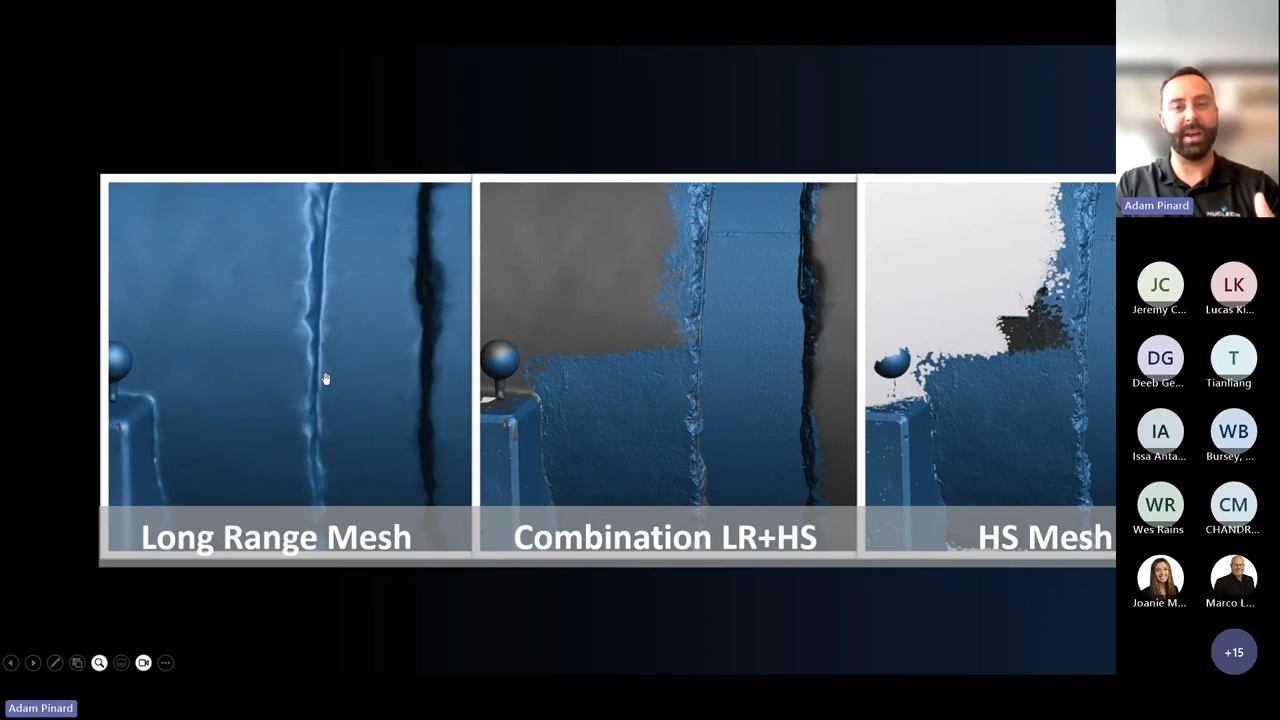 Long Range Mesh
Combination LR+HS
HS Mesh
Adam Pinard
JC
Jeremy C...
LK
Lucas Ki...
DG
Deeb Ge...
T
Tianliang
IA
Issa Anta...
WB
Bursey, ...
WR
Wes Rains
CM
CHANDR...
Joanie M...
Marco L...
+15
Adam Pinard